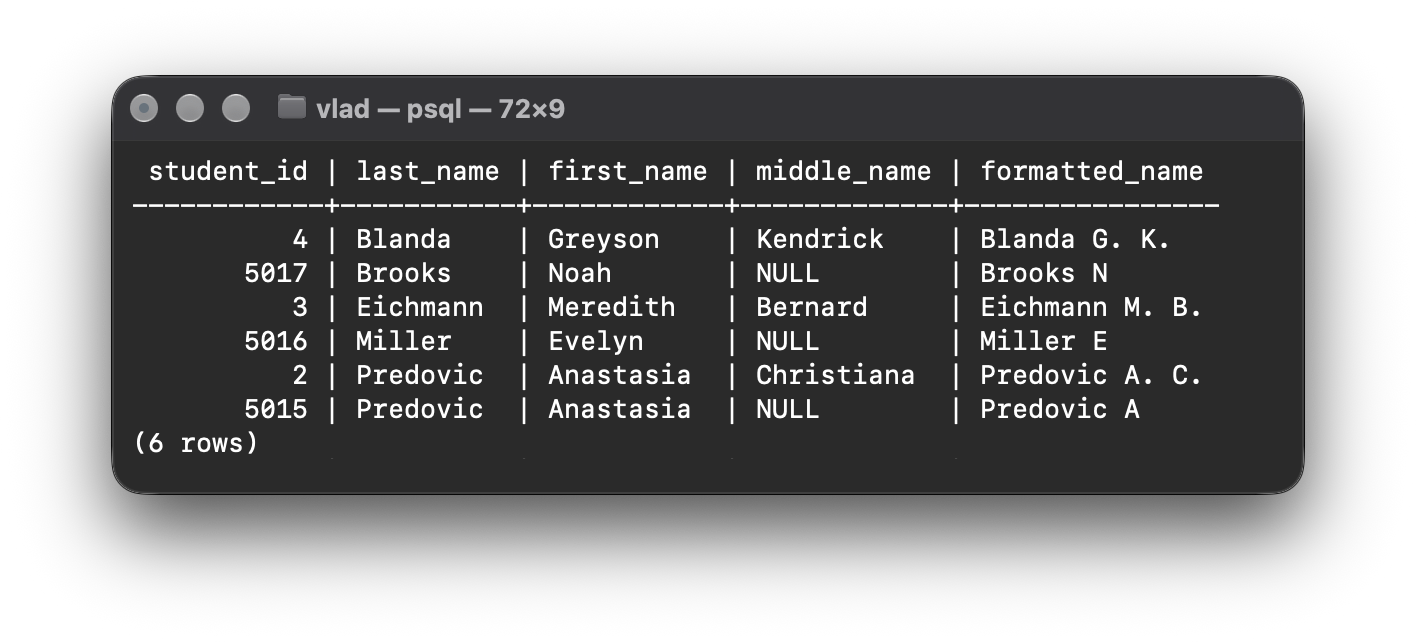 vlad — psql — 72×9
 student_id | last_name | first_name | middle_name | formatted_name
------------+-----------+------------+-------------+----------------
          4 | Blanda    | Greyson    | Kendrick    | Blanda G. K.
       5017 | Brooks    | Noah       | NULL        | Brooks N
          3 | Eichmann  | Meredith   | Bernard     | Eichmann M. B.
       5016 | Miller    | Evelyn     | NULL        | Miller E
          2 | Predovic  | Anastasia  | Christiana  | Predovic A. C.
       5015 | Predovic  | Anastasia  | NULL        | Predovic A
(6 rows)